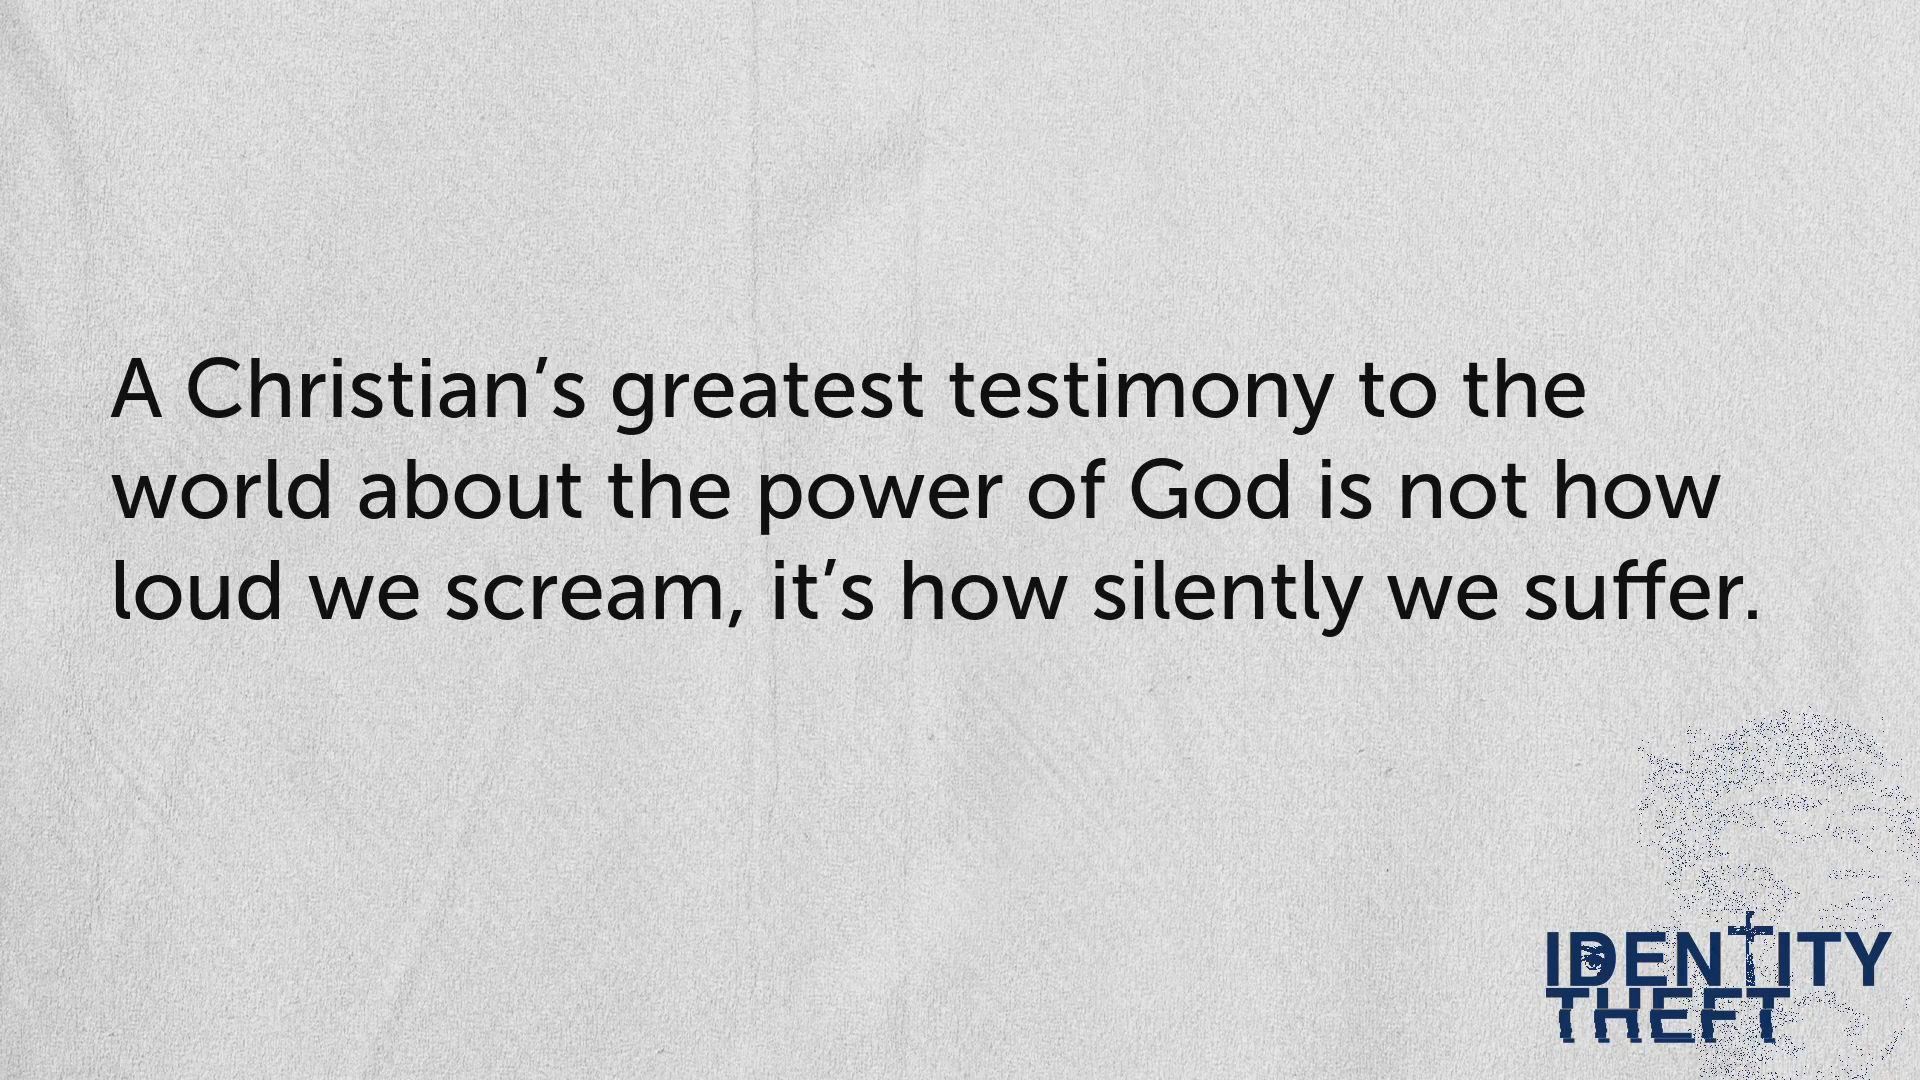 A Christian’s greatest testimony to the
world about the power of God is not how
loud we scream, it’s how silently we suffer.
IDENTITY
THEFT